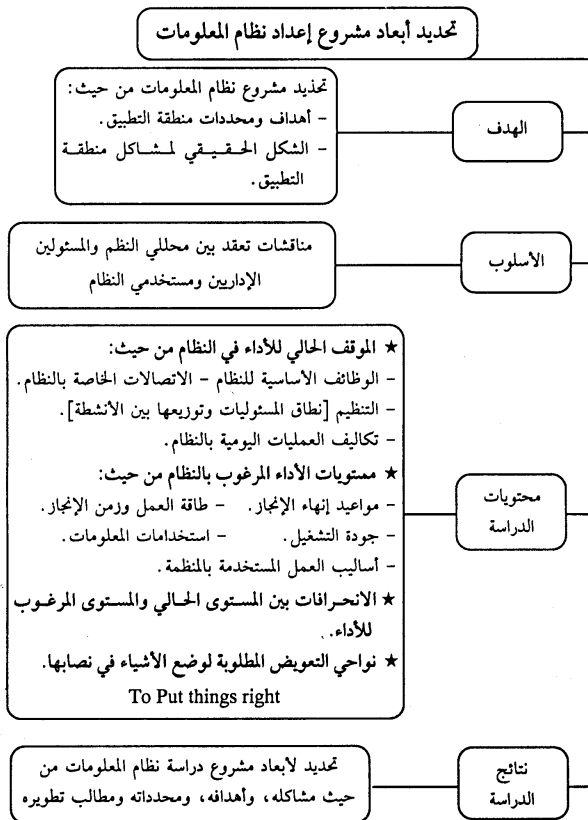 تحديد أبعاد مشروع إعداد نظام المعلومات
الهدف
تحديد مشروع نظام المعلومات من حيث:
- أهداف ومحددات منطقة التطبيق.
- الشكل الحقيقي لمشاكل منطقة
التطبيق.
الأسلوب
مناقشات تعقد بين محللي النظم والمسئولين
الإداريين ومستخدمي النظام
محتويات
الدراسة
★ الموقف الحالي للأداء في النظام من حيث:
- الوظائف الأساسية للنظام - الاتصالات الخاصة بالنظام.
- التنظيم [نطاق المسئوليات وتوزيعها بين الأنشطة].
- تكاليف العمليات اليومية بالنظام.
★ مستويات الأداء المرغوب بالنظام من حيث:
- مواعيد إنهاء الإنجاز. - طاقة العمل وزمن الإنجاز.
- جودة التشغيل. - استخدامات المعلومات.
- أساليب العمل المستخدمة بالمنظمة.
★ الانحرافات بين المستوى الحالي والمستوى المرغوب
للأداء.
★ نواحي التعويض المطلوبة لوضع الأشياء في نصابها.
To Put things right
نتائج
الدراسة
تحديد لأبعاد مشروع دراسة نظام المعلومات من
حيث مشاكله، وأهدافه، ومحدداته ومطالب تطويره